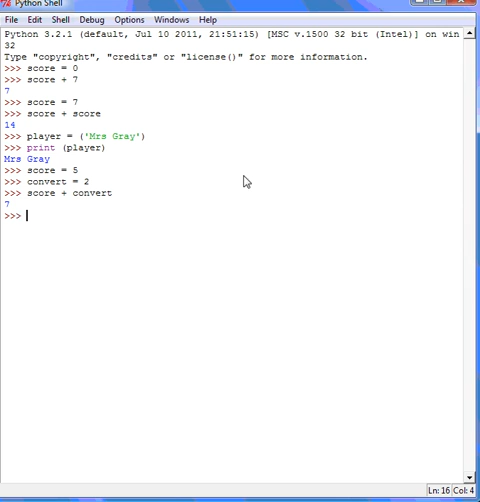 Python Shell
File Edit Shell Debug Options Windows Help
Python 3.2.1 (default, Jul 10 2011, 21:51:15) [MSC v.1500 32 bit (Intel)] on win
32
Type "copyright", "credits" or "license()" for more information.
>>> score = 0
>>> score + 7
7
>>> score = 7
>>> score + score
14
>>> player = ('Mrs Gray')
>>> print (player)
Mrs Gray
>>> score = 5
>>> convert = 2
>>> score + convert
7
>>>
Ln: 16 Col: 4